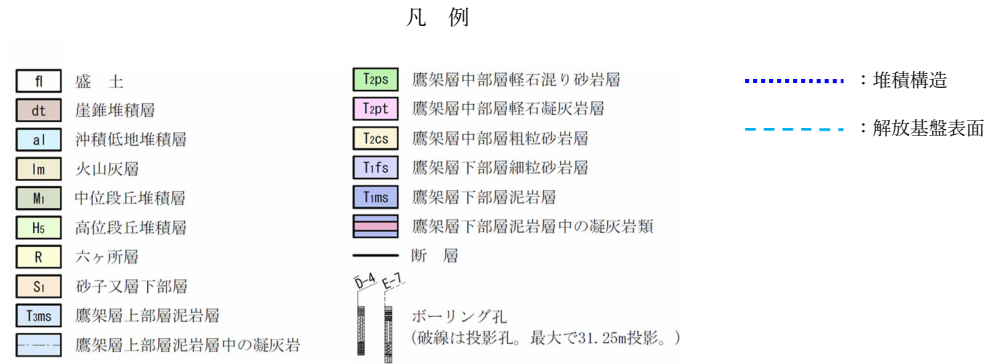 凡 例
fl 盛 土
dt 崖錐堆積層
al 沖積低地堆積層
lm 火山灰層
M1 中位段丘堆積層
H5 高位段丘堆積層
R 六ヶ所層
S1 砂子又層下部層
T3ms 鷹架層上部層泥岩層
鷹架層上部層泥岩層中の凝灰岩
T2ps 鷹架層中部層軽石混り砂岩層
T2pt 鷹架層中部層軽石凝灰岩層
T2cs 鷹架層中部層粗粒砂岩層
T1fs 鷹架層下部層細粒砂岩層
T1ms 鷹架層下部層泥岩層
鷹架層下部層泥岩層中の凝灰岩類
断 層
D-4 E-7
ボーリング孔
(破線は投影孔。最大で31.25m投影。)
：堆積構造
：解放基盤表面